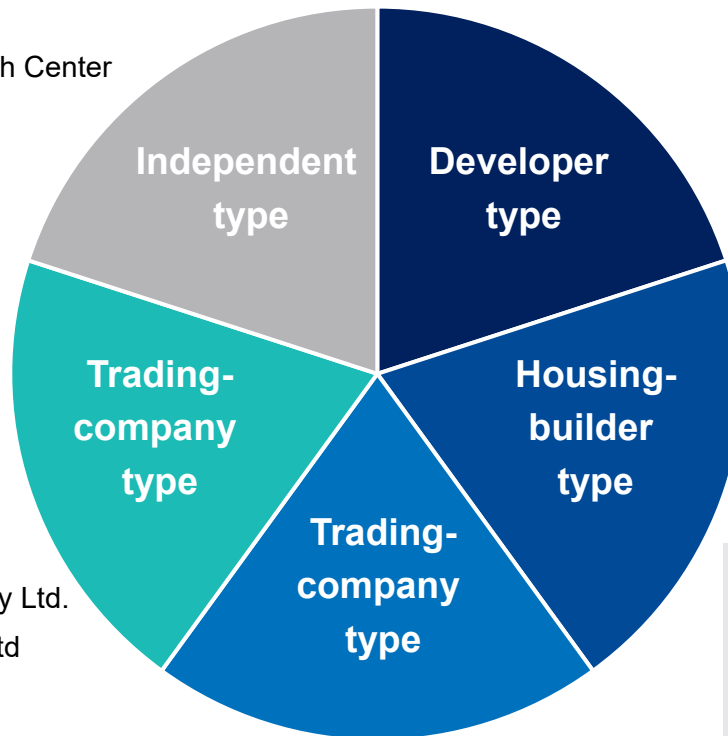 h Center
Independent
type
Developer
type
Trading-
company
type
Housing-
builder
type
Trading-
company
type
y Ltd.
td